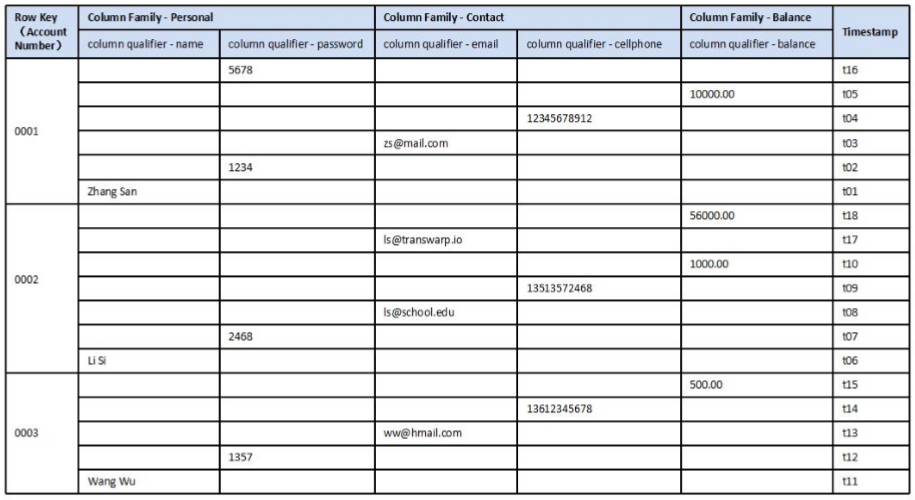 Row Key （Account Number） Column Family - Personal Column Family - Contact Column Family - Balance Timestamp
column qualifier - name column qualifier - password column qualifier - email column qualifier - cellphone column qualifier - balance
0001
5678 t16
10000.00 t05
12345678912 t04
zs@mail.com t03
1234 t02
Zhang San t01
0002
56000.00 t18
ls@transwarp.io t17
1000.00 t10
13513572468 t09
ls@school.edu t08
2468 t07
Li Si t06
0003
500.00 t15
13612345678 t14
ww@hmail.com t13
1357 t12
Wang Wu t11